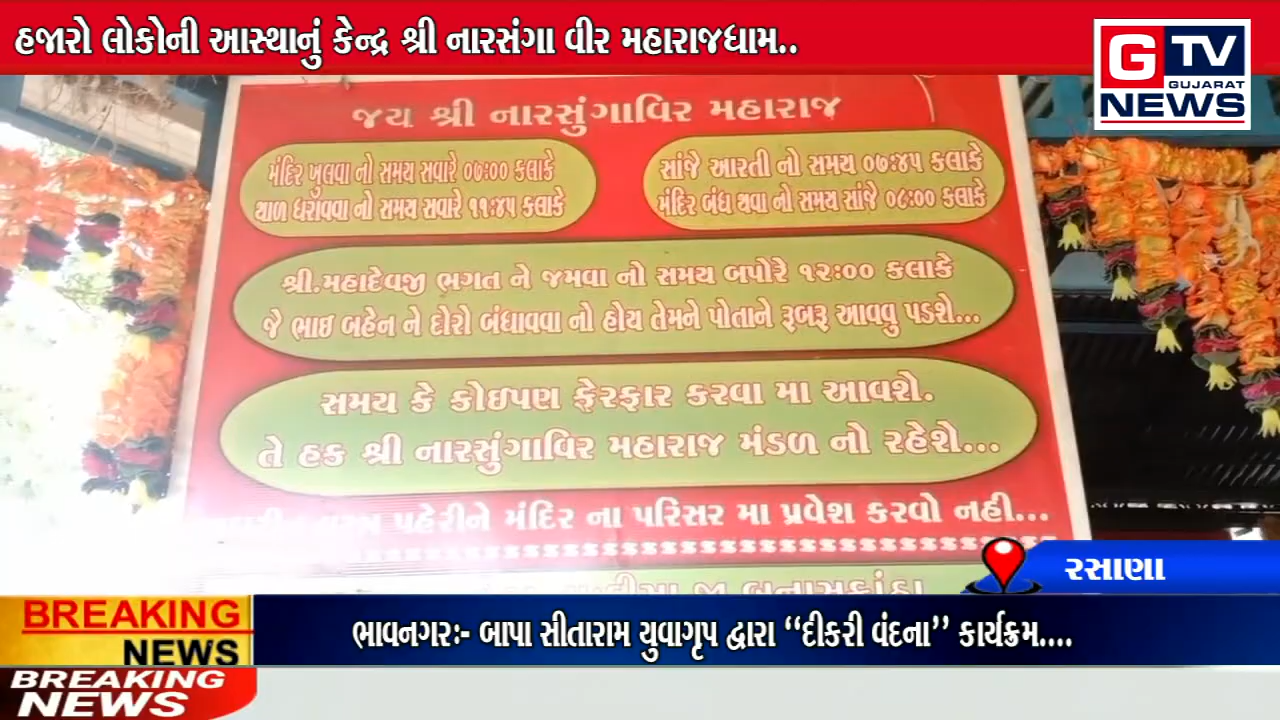 હજારો લોકોની આસ્થાનું કેન્દ્ર શ્રી નારસંગા વીર મહારાજધામ..
G TV
GUJARAT
NEWS
જય શ્રી નારસુંગાવિર મહારાજ
મંદિર ખુલવા નો સમય સવારે ૦૭:૦૦ કલાકે
થાળ ધરાવવા નો સમય સવારે ૧૧:૪૫ કલાકે
સાંજે આરતી નો સમય ૦૭:૪૫ કલાકે
મંદિર બંધ થવા નો સમય સાંજે ૦૮:૦૦ કલાકે
શ્રી.મહાદેવજી ભગત ને જમવા નો સમય બપોરે ૧૨:૦૦ કલાકે
જે ભાઇ બહેન ને દોરો બંધાવવા નો હોય તેમને પોતાને રૂબરૂ આવવુ પડશે...
સમય કે કોઇપણ ફેરફાર કરવા મા આવશે.
તે હક શ્રી નારસુંગાવિર મહારાજ મંડળ નો રહેશે...
પહેરીને મંદિર ના પરિસર મા પ્રવેશ કરવો નહી...
રસાણા
BREAKING
NEWS
ભાવનગરઃ- બાપા સીતારામ યુવાગૃપ દ્વારા “દીકરી વંદના” કાર્યક્રમ....
BREAKING
NEWS